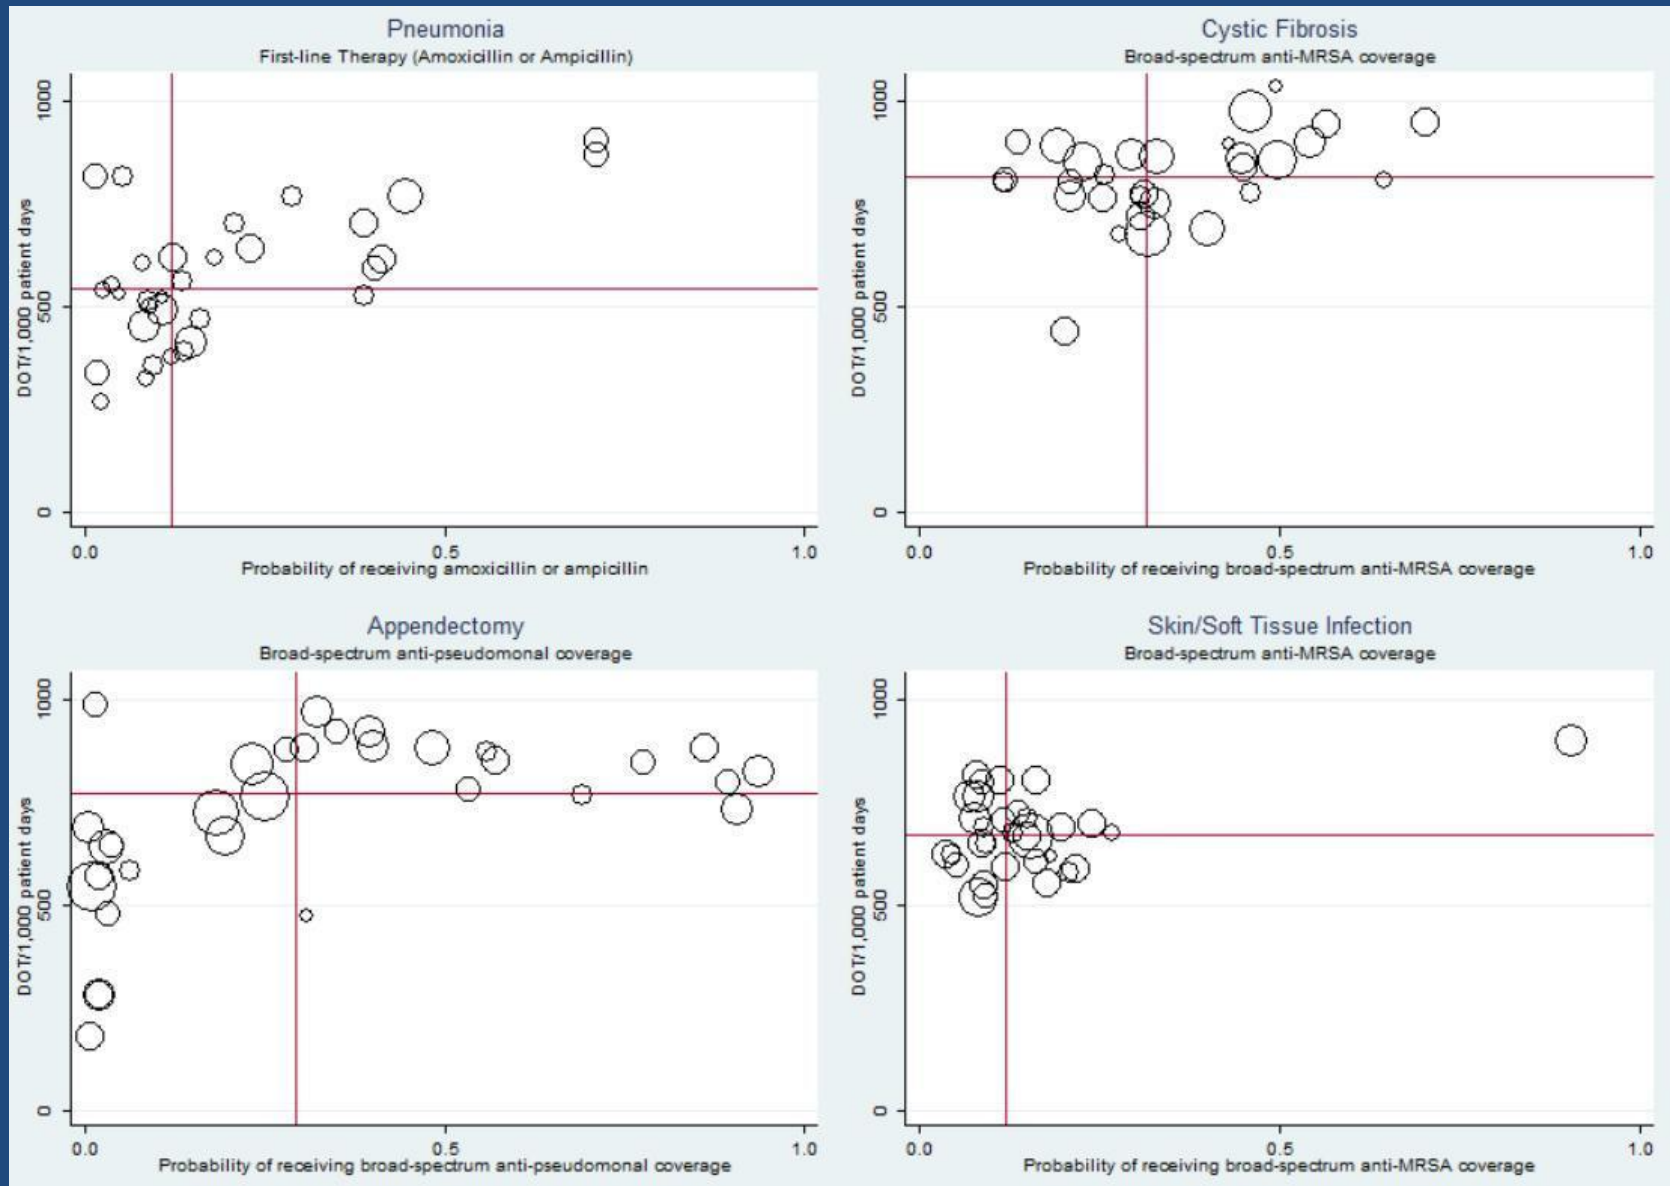 Pneumonia
First-line Therapy (Amoxicillin or Ampicillin)
DOT/1,000 patient days
1000
500
0
0.0 0.5 1.0
Probability of receiving amoxicillin or ampicillin
Cystic Fibrosis
Broad-spectrum anti-MRSA coverage
DOT/1,000 patient days
1000
500
0
0.0 0.5 1.0
Probability of receiving broad-spectrum anti-MRSA coverage
Appendectomy
Broad-spectrum anti-pseudomonal coverage
DOT/1,000 patient days
1000
500
0
0.0 0.5 1.0
Probability of receiving broad-spectrum anti-pseudomonal coverage
Skin/Soft Tissue Infection
Broad-spectrum anti-MRSA coverage
DOT/1,000 patient days
1000
500
0
0.0 0.5 1.0
Probability of receiving broad-spectrum anti-MRSA coverage